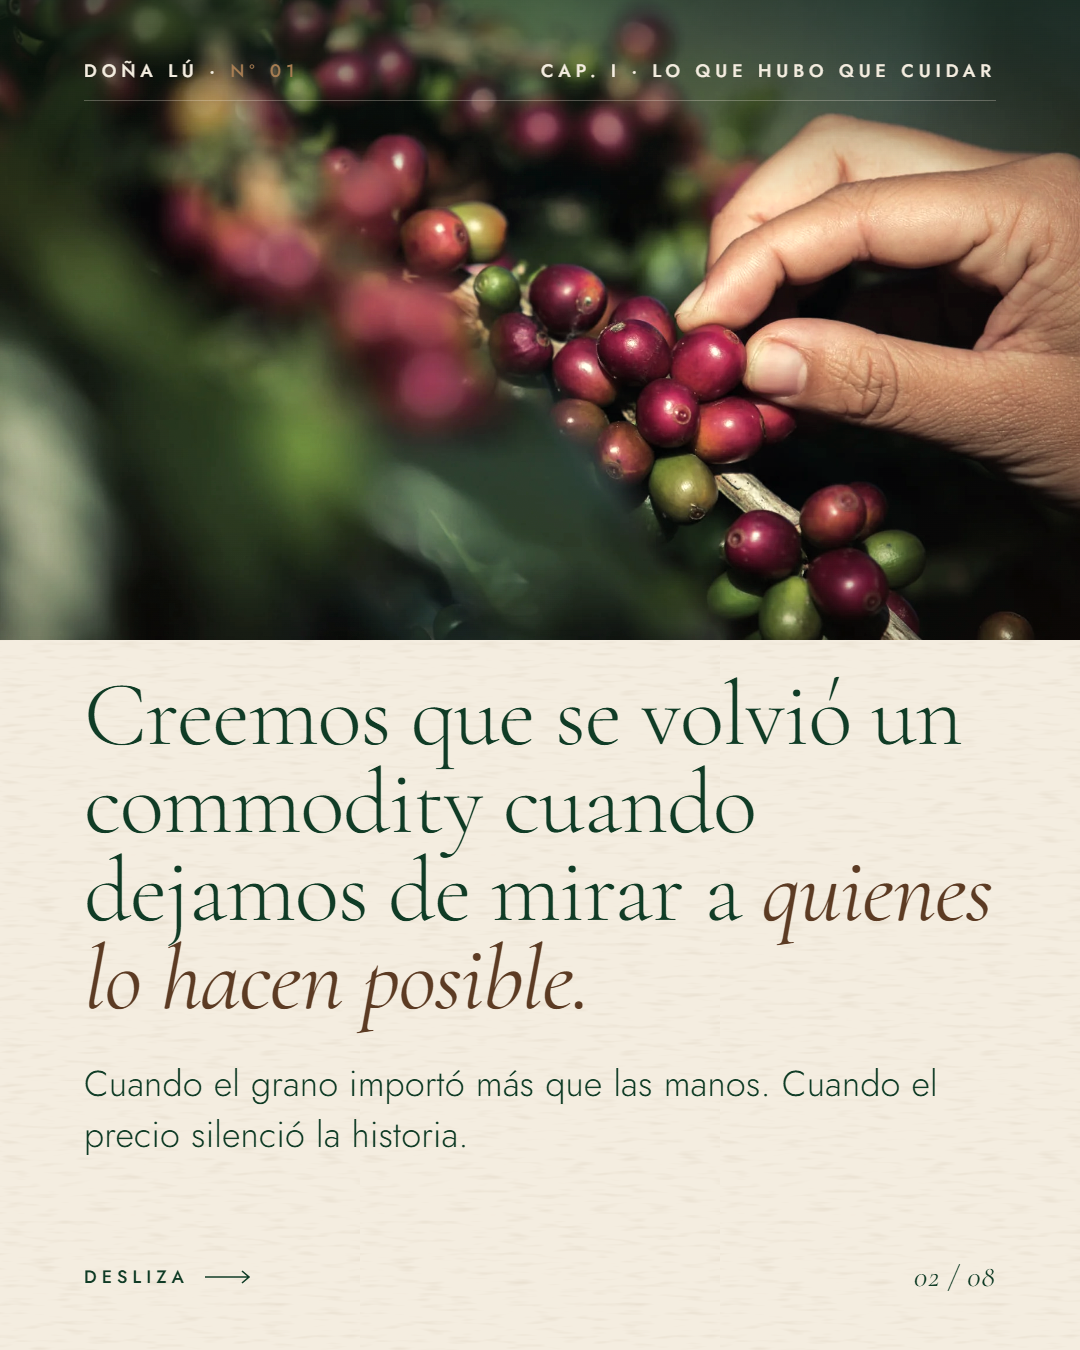 DOÑA LÚ · N° 01
CAP. I · LO QUE HUBO QUE CUIDAR
Creemos que se volvió un
commodity cuando
dejamos de mirar a quienes
lo hacen posible.
Cuando el grano importó más que las manos. Cuando el
precio silenció la historia.
DESLIZA →
02 / 08